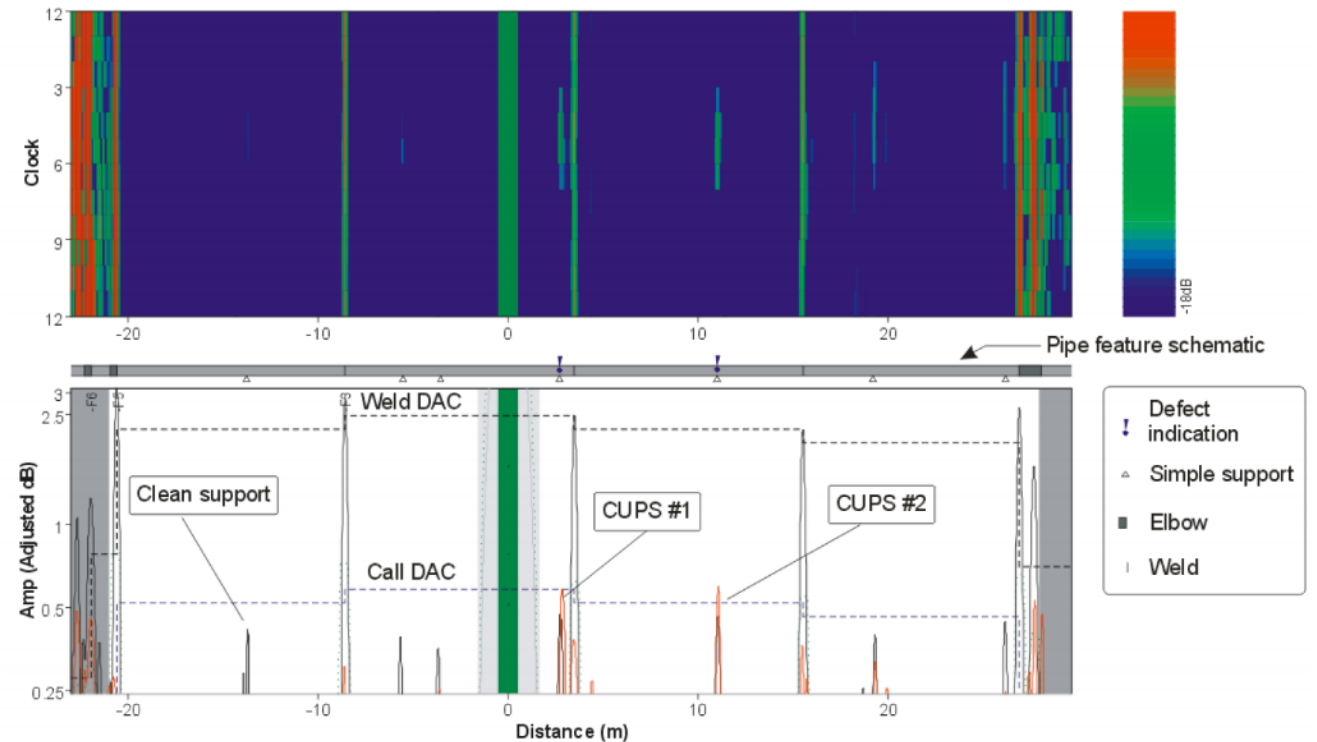 12
3
6
9
12
Clock
-20
-10
0
10
20
-18dB
Pipe feature schematic
3
2.5
1
0.5
0.25
Amp (Adjusted dB)
-F6
Weld DAC
Clean support
CUPS #1
CUPS #2
Call DAC
-20
-10
0
10
20
Distance (m)
Defect
indication
Simple support
Elbow
Weld